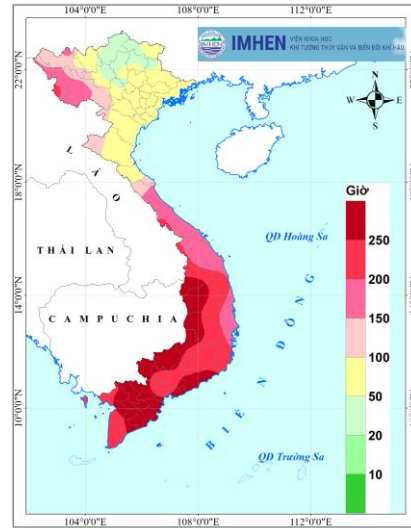 104°0'0"E 108°0'0"E 112°0'0"E
IMHEN
VIỆN KHOA HỌC
KHÍ TƯỢNG THỦY VĂN VÀ BIẾN ĐỔI KHÍ HẬU
IMHEN
22°0'0"N
N
W E
S
LÀO
18°0'0"N
Giờ
QĐ Hoàng Sa
THÁI LAN
250
200
14°0'0"N
150
CAMPUCHIA
100
BIỂN ĐÔNG
50
10°0'0"N
20
QĐ Trường Sa
10
104°0'0"E 108°0'0"E 112°0'0"E